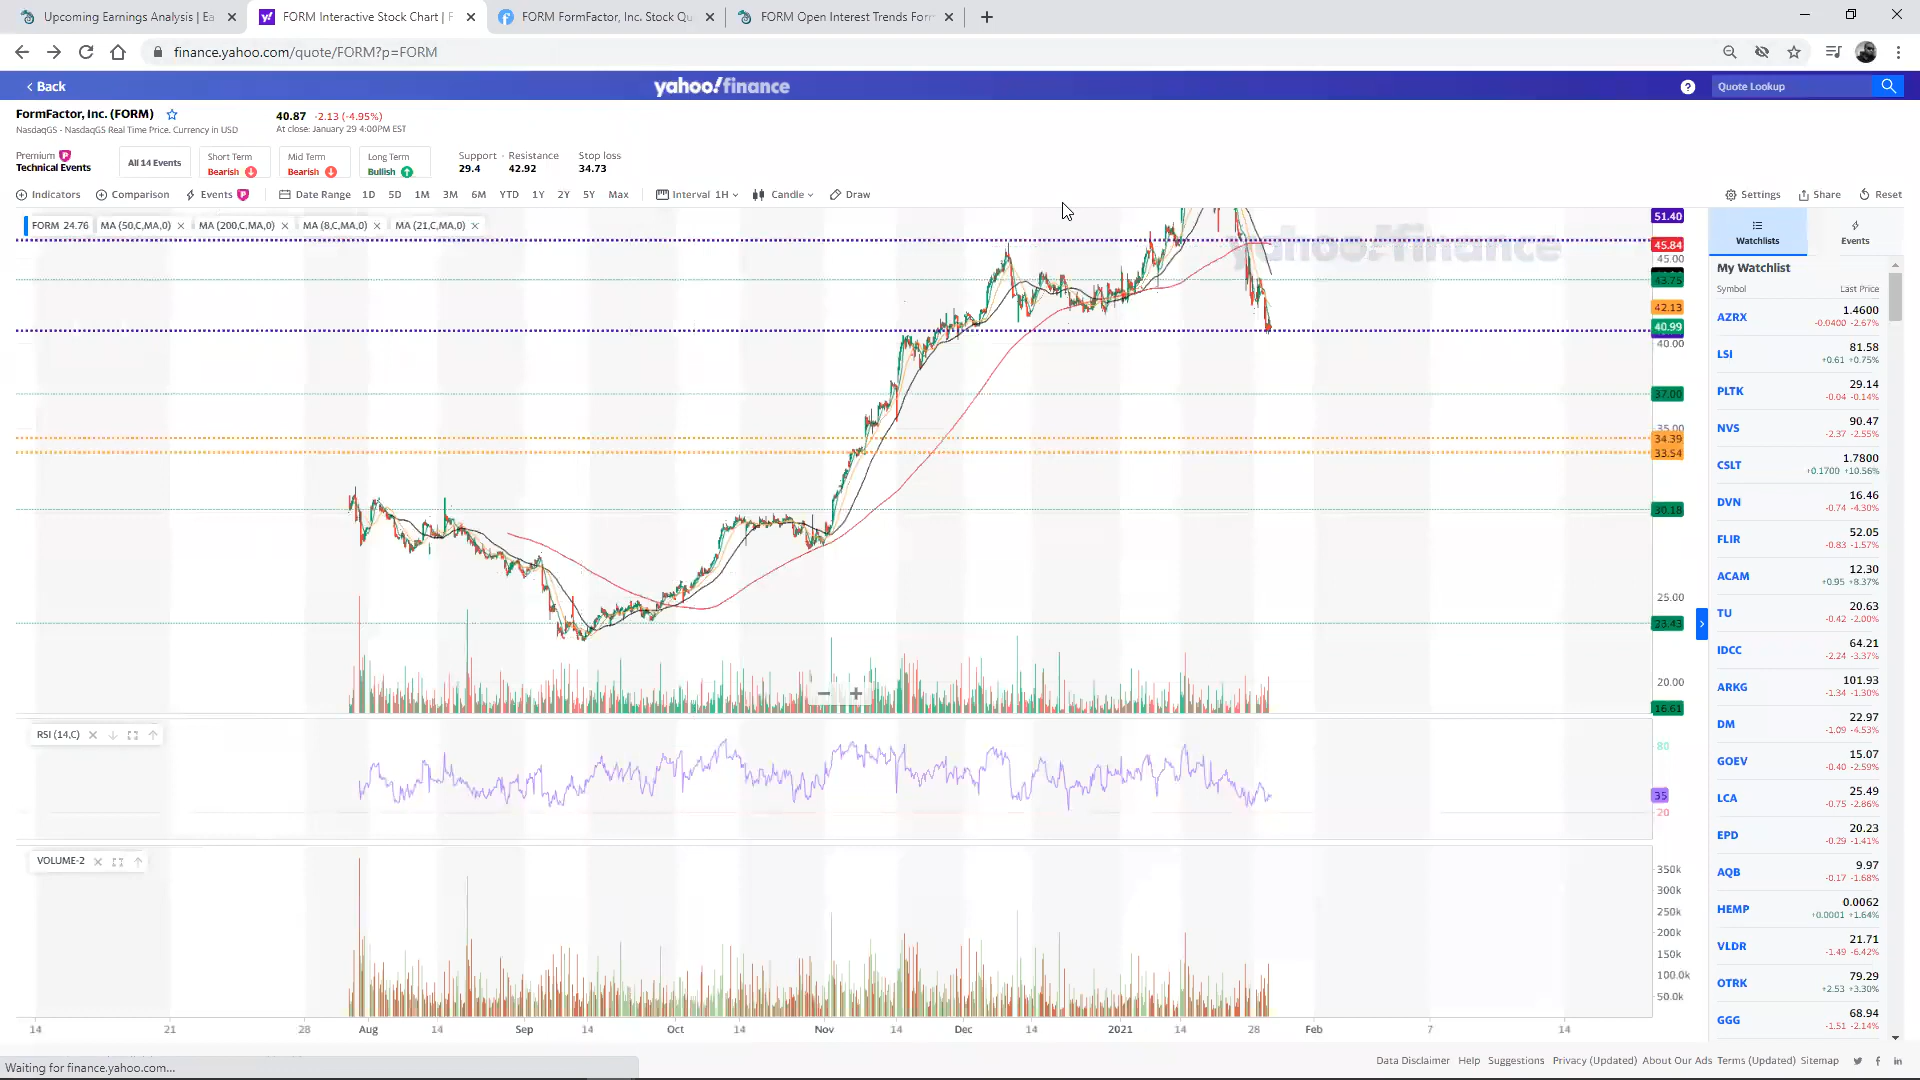 Upcoming Earnings Analysis | Ea
FORM Interactive Stock Chart | F
FORM FormFactor, Inc. Stock Qu
FORM Open Interest Trends Form
finance.yahoo.com/quote/FORM?p=FORM
Back
yahoo!finance
Quote Lookup
FormFactor, Inc. (FORM)
40.87 -2.13 (-4.95%)
NasdaqGS - NasdaqGS Real Time Price. Currency in USD
At close: January 29 4:00PM EST
Premium
Technical Events
All 14 Events
Short Term
Bearish
Mid Term
Bearish
Long Term
Bullish
Support
29.4
Resistance
42.92
Stop loss
34.73
Indicators
Comparison
Events
Date Range
1D
5D
1M
3M
6M
YTD
1Y
2Y
5Y
Max
Interval 1H
Candle
Draw
Settings
Share
Reset
FORM 24.76
MA (50,C,MA,0)
MA (200,C,MA,0)
MA (8,C,MA,0)
MA (21,C,MA,0)
yahoo!finance
51.40
45.84
45.00
43.75
42.13
40.99
40.00
37.00
35.00
34.39
33.54
30.18
25.00
23.43
20.00
16.61
RSI (14,C)
80
35
20
VOLUME-2
350k
300k
250k
200k
150k
100.0k
50.0k
14
21
28
Aug
14
Sep
14
Oct
14
Nov
14
Dec
14
2021
14
28
Feb
7
14
Watchlists
Events
My Watchlist
Symbol Last Price
AZRX 1.4600
-0.0400 -2.67%
LSI 81.58
+0.61 +0.75%
PLTK 29.14
-0.04 -0.14%
NVS 90.47
-2.37 -2.55%
CSLT 1.7800
+0.1700 +10.56%
DVN 16.46
-0.74 -4.30%
FLIR 52.05
-0.83 -1.57%
ACAM 12.30
+0.95 +8.37%
TU 20.63
-0.42 -2.00%
IDCC 64.21
-2.24 -3.37%
ARKG 101.93
-1.34 -1.30%
DM 22.97
-1.09 -4.53%
GOEV 15.07
-0.40 -2.59%
LCA 25.49
-0.75 -2.86%
EPD 20.23
-0.29 -1.41%
AQB 9.97
-0.17 -1.68%
HEMP 0.0062
+0.0001 +1.64%
VLDR 21.71
-1.49 -6.42%
OTRK 79.29
+2.53 +3.30%
GGG 68.94
-1.51 -2.14%
Data Disclaimer Help Suggestions Privacy (Updated) About Our Ads Terms (Updated) Sitemap
Waiting for finance.yahoo.com...